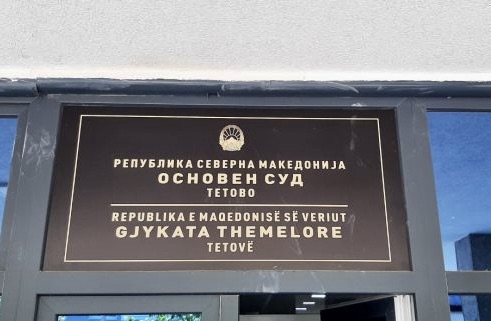 РЕПУБЛИКА СЕВЕРНА МАКЕДОНИЈА
ОСНОВЕН СУД
ТЕТОВО
REPUBLIKA E MAQEDONISË SË VERIUT
GJYKATA THEMELORE
TETOVË